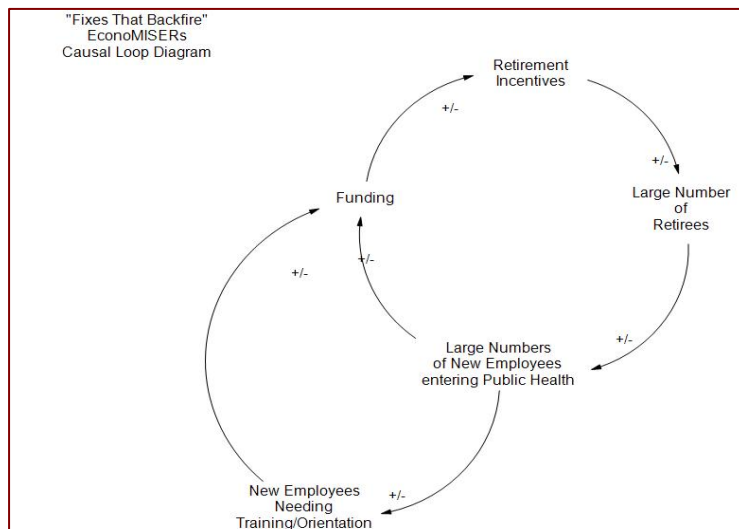 "Fixes That Backfire"
EconoMISERs
Causal Loop Diagram
Retirement
Incentives
+/-
+/-
Funding
Large Number
of
Retirees
+/-
+/-
+/-
Large Numbers
of New Employees
entering Public Health
New Employees
Needing
Training/Orientation
+/-